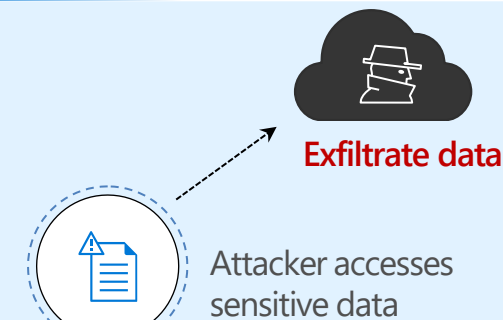 Exfiltrate data
Attacker accesses
sensitive data